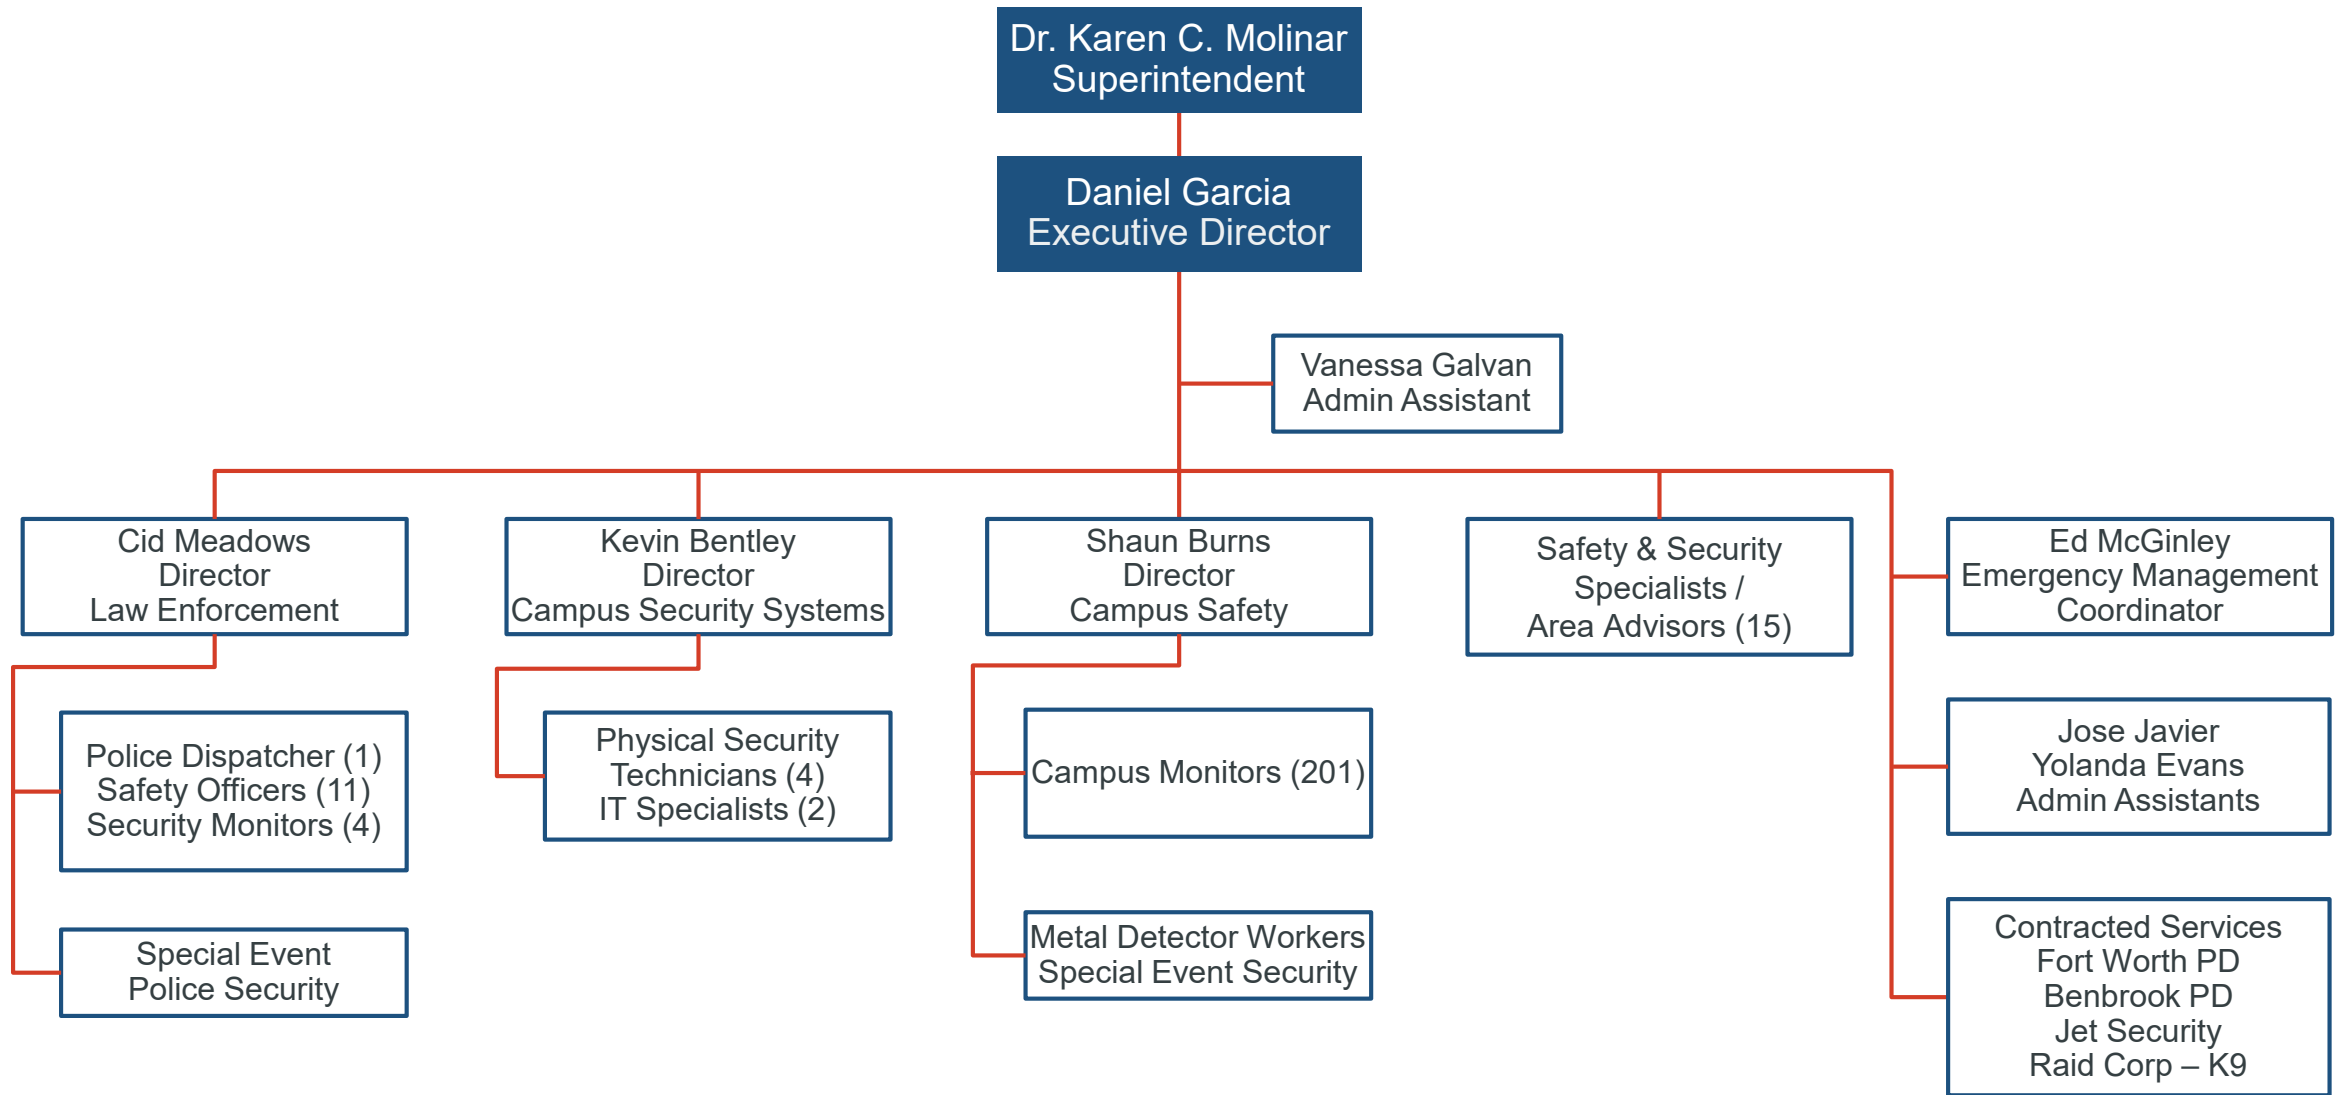 Dr. Karen C. Molinar
Superintendent
Daniel Garcia
Executive Director
Vanessa Galvan
Admin Assistant
Cid Meadows
Director
Law Enforcement
Kevin Bentley
Director
Campus Security Systems
Shaun Burns
Director
Campus Safety
Safety & Security
Specialists /
Area Advisors (15)
Ed McGinley
Emergency Management
Coordinator
Police Dispatcher (1)
Safety Officers (11)
Security Monitors (4)
Physical Security
Technicians (4)
IT Specialists (2)
Campus Monitors (201)
Jose Javier
Yolanda Evans
Admin Assistants
Special Event
Police Security
Metal Detector Workers
Special Event Security
Contracted Services
Fort Worth PD
Benbrook PD
Jet Security
Raid Corp – K9